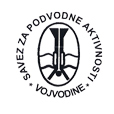 SAVEZ ZA PODVODNE AKTIVNOSTI
• VOJVODINE •